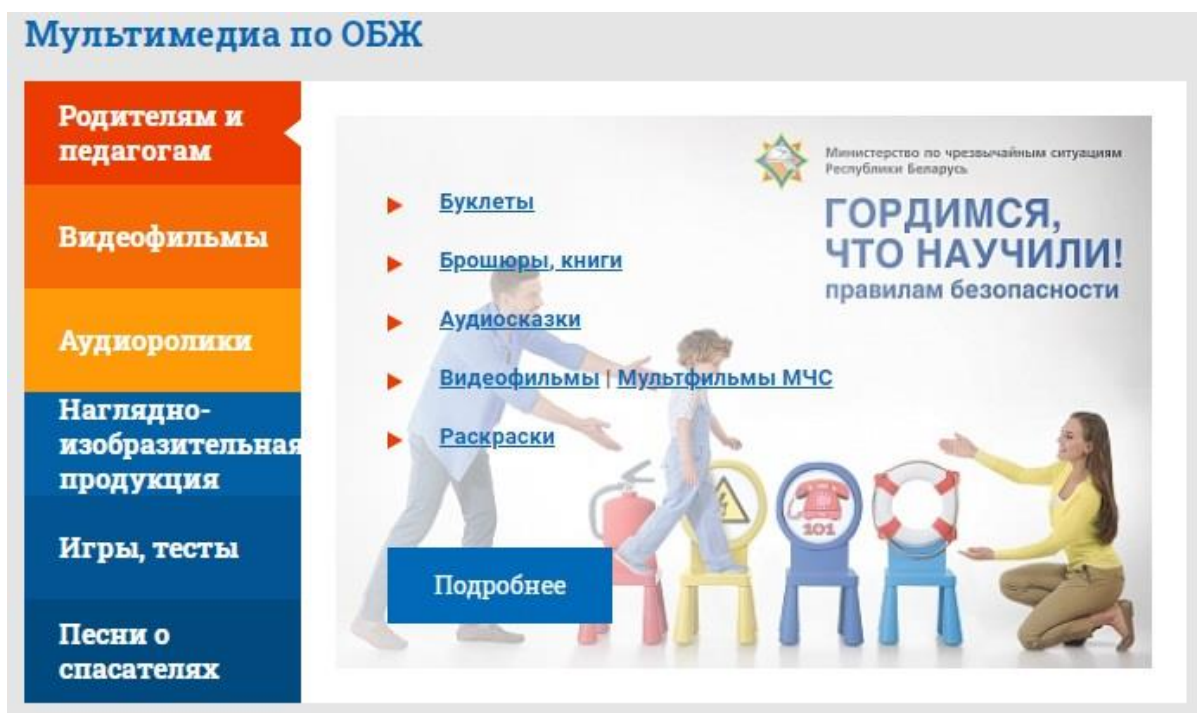 Мультимедиа по ОБЖ
Родителям и
педагогам
Видеофильмы
Аудиоролики
Наглядно-
изобразительная
продукция
Игры, тесты
Песни о
спасателях
Министерство по чрезвычайным ситуациям
Республики Беларусь
ГОРДИМСЯ,
ЧТО НАУЧИЛИ!
правилам безопасности
Буклеты
Брошюры, книги
Аудиосказки
Видеофильмы | Мультфильмы МЧС
Раскраски
101
Подробнее